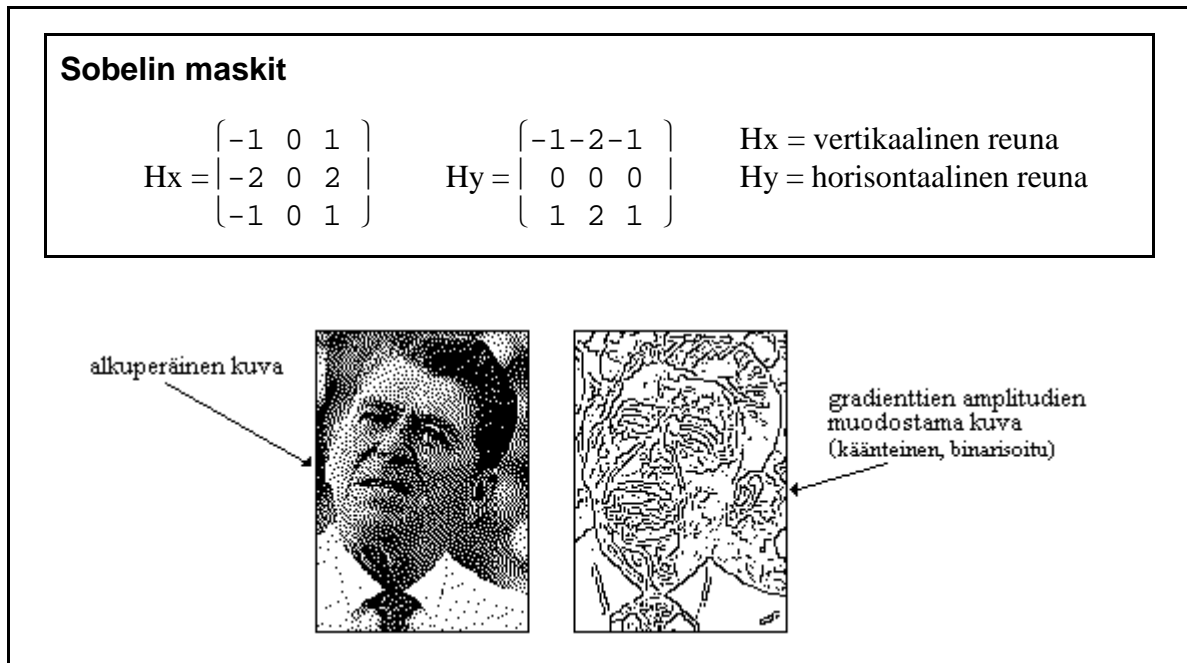 Sobelin maskit
-1 0 1
Hx = -2 0 2
-1 0 1
-1-2-1
Hy = 0 0 0
1 2 1
Hx = vertikaalinen reuna
Hy = horisontaalinen reuna
alkuperäinen kuva
gradienttien amplitudien
muodostama kuva
(käänteinen, binarisoitu)